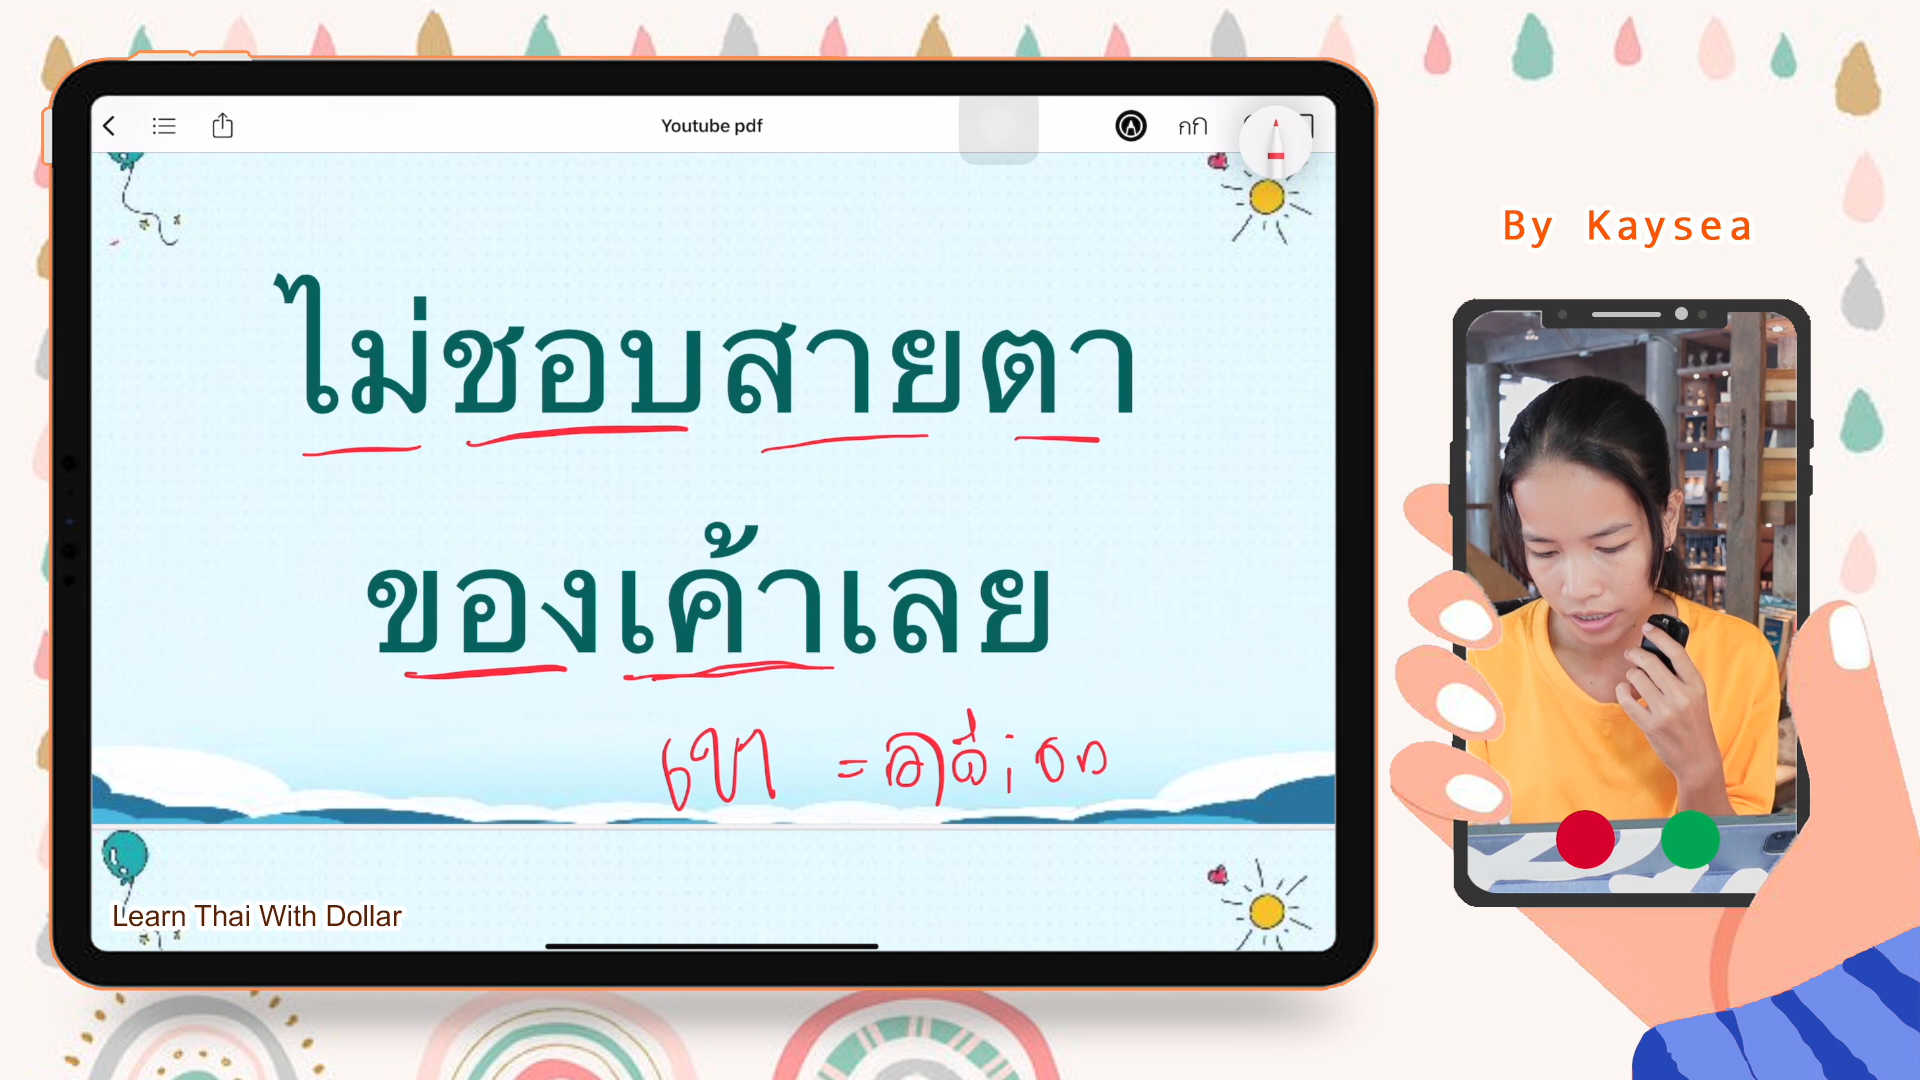 Youtube pdf
กก
By Kaysea
ไม่ชอบสายตา
ของเค้าเลย
เขา =
Learn Thai With Dollar